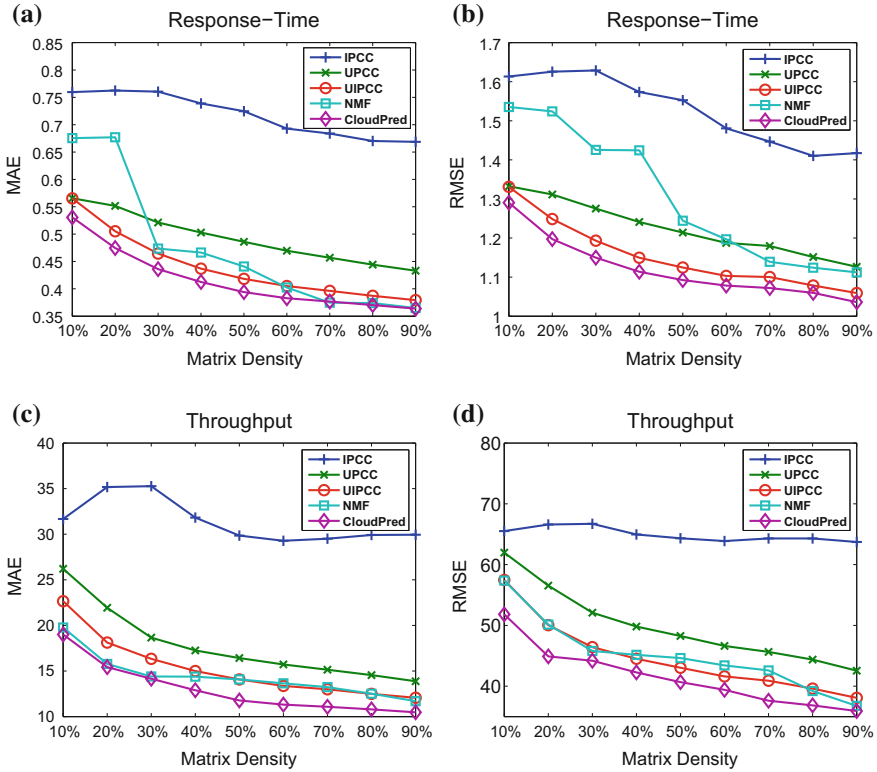 (a)
Response-Time
0.85
0.8
0.75
0.7
0.65
0.6
0.55
0.5
0.45
0.4
0.35
MAE
IPCC
UPCC
UIPCC
NMF
CloudPred
10% 20% 30% 40% 50% 60% 70% 80% 90%
Matrix Density
(b)
Response-Time
1.7
1.6
1.5
1.4
1.3
1.2
1.1
1
RMSE
IPCC
UPCC
UIPCC
NMF
CloudPred
10% 20% 30% 40% 50% 60% 70% 80% 90%
Matrix Density
(c)
Throughput
40
35
30
25
20
15
10
MAE
IPCC
UPCC
UIPCC
NMF
CloudPred
10% 20% 30% 40% 50% 60% 70% 80% 90%
Matrix Density
(d)
Throughput
80
70
60
50
40
RMSE
IPCC
UPCC
UIPCC
NMF
CloudPred
10% 20% 30% 40% 50% 60% 70% 80% 90%
Matrix Density